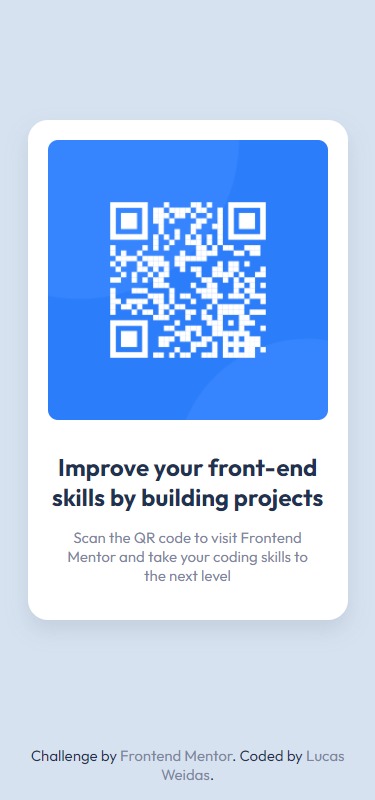 Improve your front-end
skills by building projects
Scan the QR code to visit Frontend
Mentor and take your coding skills to
the next level
Challenge by Frontend Mentor. Coded by Lucas
Weidas.